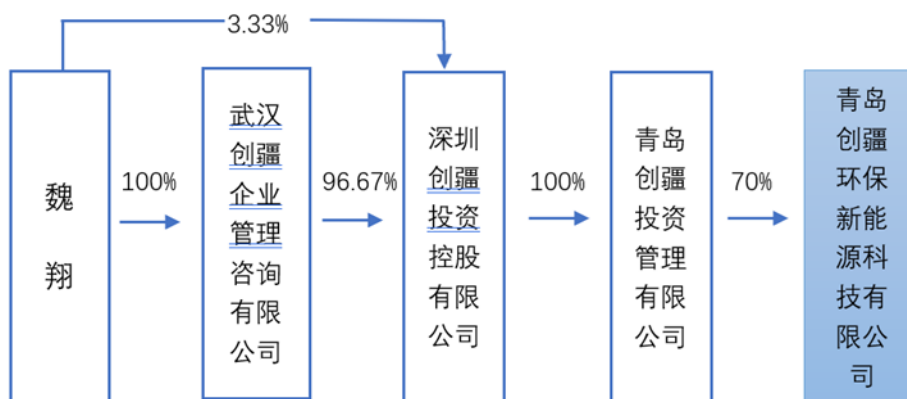 3.33%
魏
翔
100%
武汉
创疆
企业
管理
咨询
有限
公司
96.67%
深圳
创疆
投资
控股
有限
公司
100%
青岛
创疆
投资
管理
有限
公司
70%
青岛
创疆
环保
新能
源科
技有
限公
司